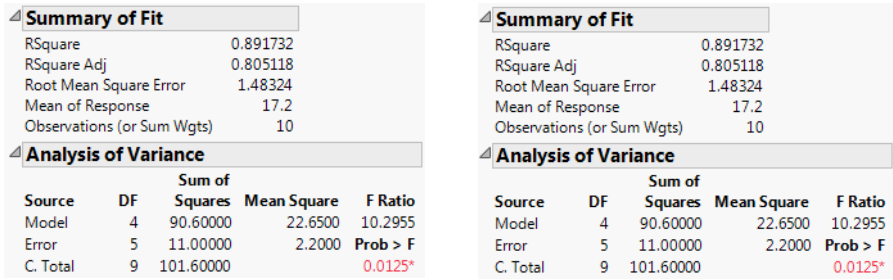 Summary of Fit
RSquare 0.891732
RSquare Adj 0.805118
Root Mean Square Error 1.48324
Mean of Response 17.2
Observations (or Sum Wgts) 10
Analysis of Variance
Sum of
Source DF Squares Mean Square F Ratio
Model 4 90.60000 22.6500 10.2955
Error 5 11.00000 2.2000 Prob > F
C. Total 9 101.60000 0.0125*
Summary of Fit
RSquare 0.891732
RSquare Adj 0.805118
Root Mean Square Error 1.48324
Mean of Response 17.2
Observations (or Sum Wgts) 10
Analysis of Variance
Sum of
Source DF Squares Mean Square F Ratio
Model 4 90.60000 22.6500 10.2955
Error 5 11.00000 2.2000 Prob > F
C. Total 9 101.60000 0.0125*